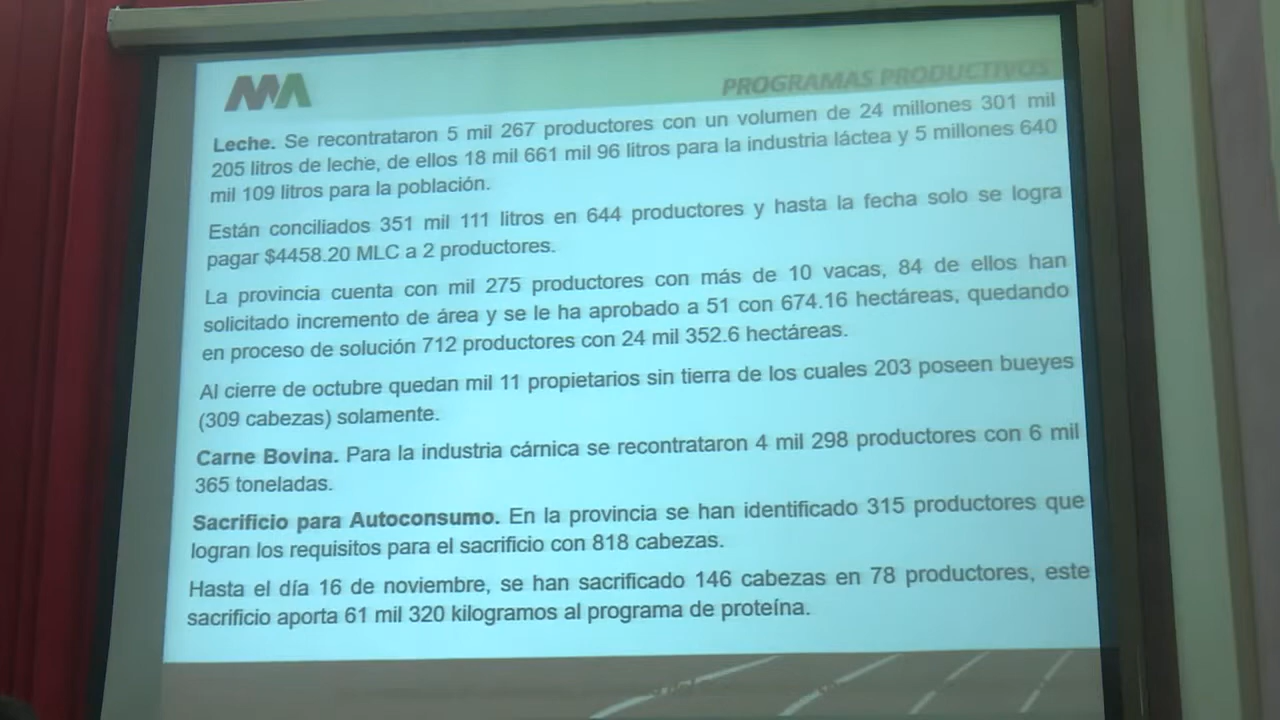 PROGRAMAS PRODUCTIVOS
Leche. Se recontrataron 5 mil 267 productores con un volumen de 24 millones 301 mil
205 litros de leche, de ellos 18 mil 661 mil 96 litros para la industria láctea y 5 millones 640
mil 109 litros para la población.
Están conciliados 351 mil 111 litros en 644 productores y hasta la fecha solo se logra
pagar $4458.20 MLC a 2 productores.
La provincia cuenta con mil 275 productores con más de 10 vacas, 84 de ellos han
solicitado incremento de área y se le ha aprobado a 51 con 674.16 hectáreas, quedando
en proceso de solución 712 productores con 24 mil 352.6 hectáreas.
Al cierre de octubre quedan mil 11 propietarios sin tierra de los cuales 203 poseen bueyes
(309 cabezas) solamente.
Carne Bovina. Para la industria cárnica se recontrataron 4 mil 298 productores con 6 mil
365 toneladas.
Sacrificio para Autoconsumo. En la provincia se han identificado 315 productores que
logran los requisitos para el sacrificio con 818 cabezas.
Hasta el día 16 de noviembre, se han sacrificado 146 cabezas en 78 productores, este
sacrificio aporta 61 mil 320 kilogramos al programa de proteína.